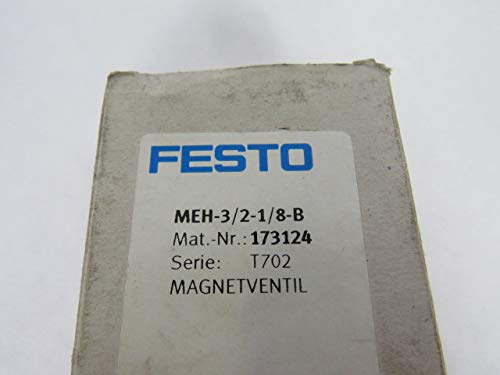 FESTO
MEH-3/2-1/8-B
Mat.-Nr.: 173124
Serie: T702
MAGNETVENTIL